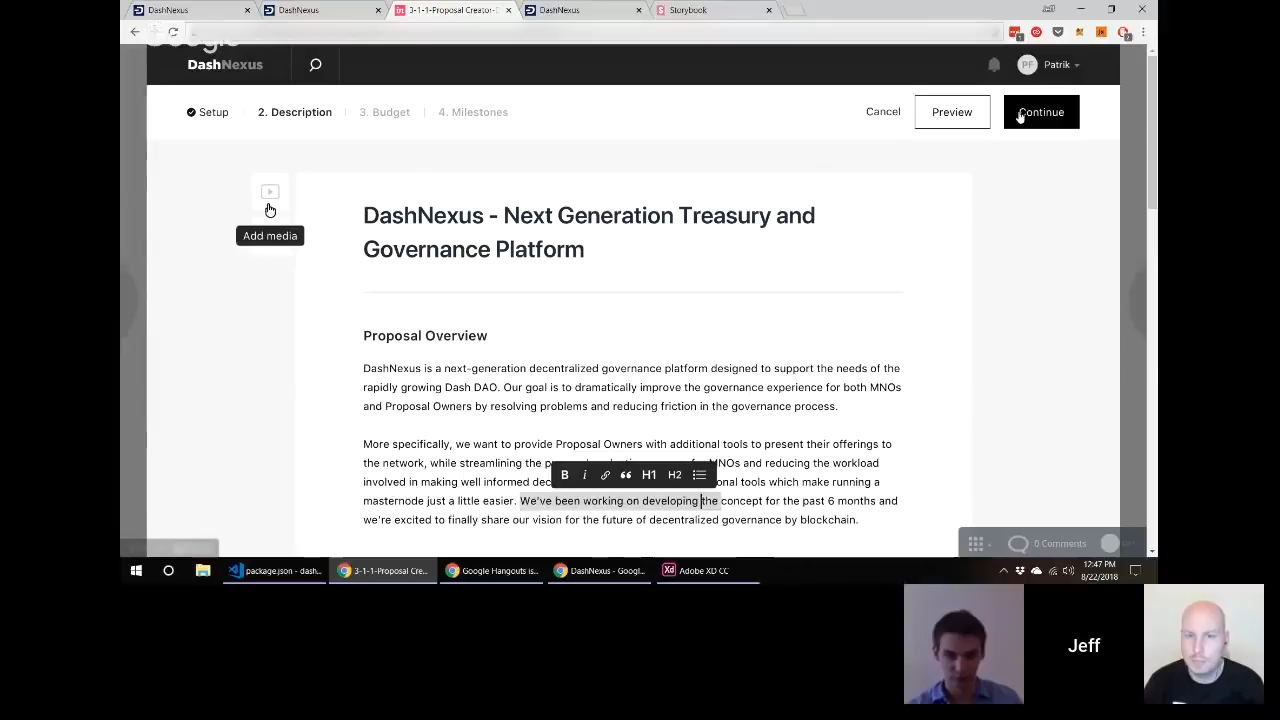 DashNexus
DashNexus
3-1-1-Proposal Creator-D
DashNexus
Storybook
Jeff
Google
DashNexus
PF
Patrik
Setup
2. Description
3. Budget
4. Milestones
Cancel
Preview
Continue
Add media
DashNexus - Next Generation Treasury and
Governance Platform
Proposal Overview
DashNexus is a next-generation decentralized governance platform designed to support the needs of the
rapidly growing Dash DAO. Our goal is to dramatically improve the governance experience for both MNOs
and Proposal Owners by resolving problems and reducing friction in the governance process.
More specifically, we want to provide Proposal Owners with additional tools to present their offerings to
the network, while streamlining the MNOs and reducing the workload
B i H1 H2
involved in making well informed tools which make running a
masternode just a little easier. We've been working on developing the concept for the past 6 months and
we're excited to finally share our vision for the future of decentralized governance by blockchain.
0 Comments
package.json - dash...
3-1-1-Proposal Cre...
Google Hangouts is...
DashNexus - Googl...
Xd
Adobe XD CC
12:47 PM
8/22/2018
Jeff